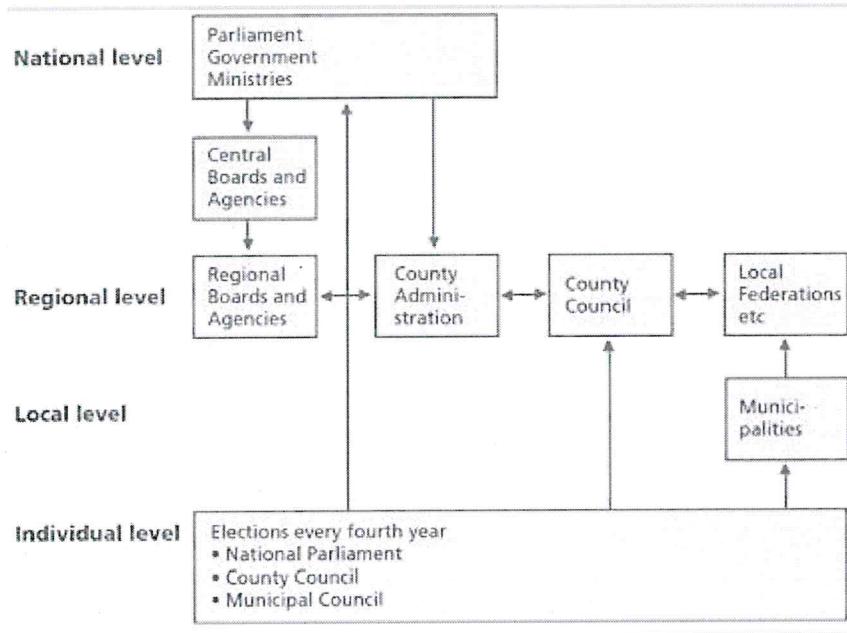 National level
Parliament
Government
Ministries
Central
Boards and
Agencies
Regional level
Regional
Boards and
Agencies
County
Admini-
stration
County
Council
Local
Federations
etc
Local level
Munici-
palities
Individual level
Elections every fourth year
• National Parliament
• County Council
• Municipal Council